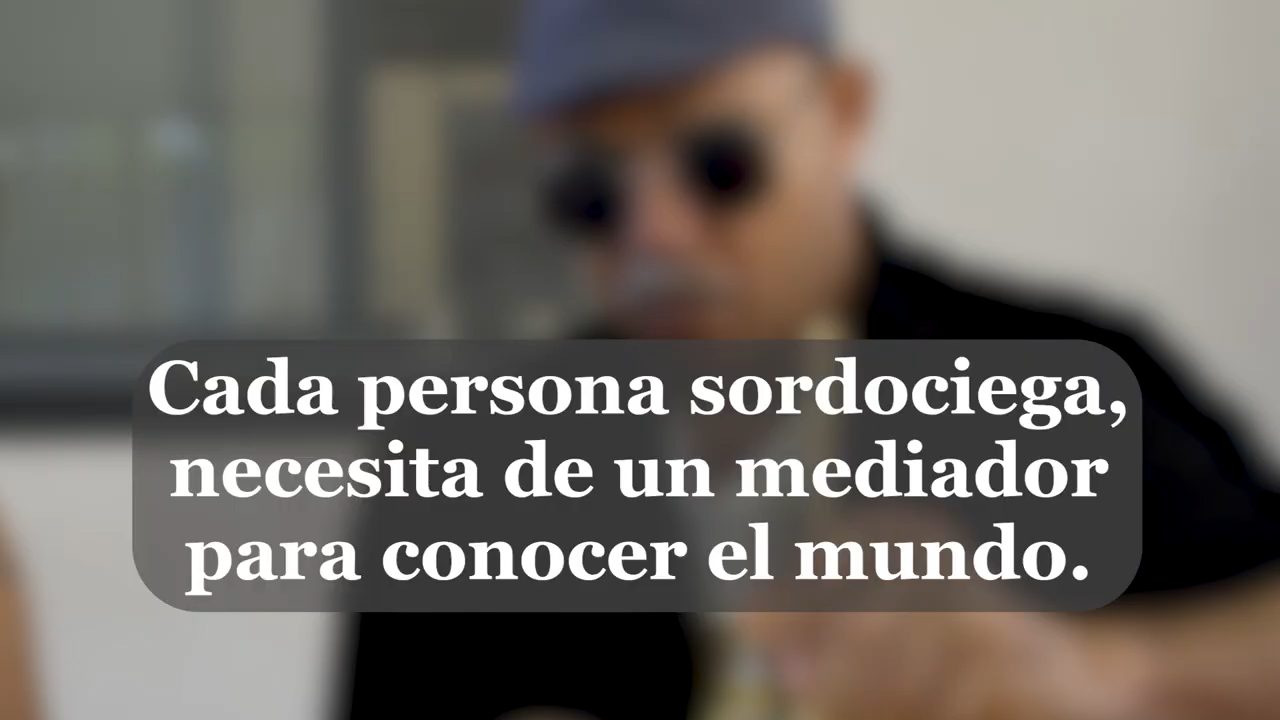 Cada persona sordociega,
necesita de un mediador
para conocer el mundo.